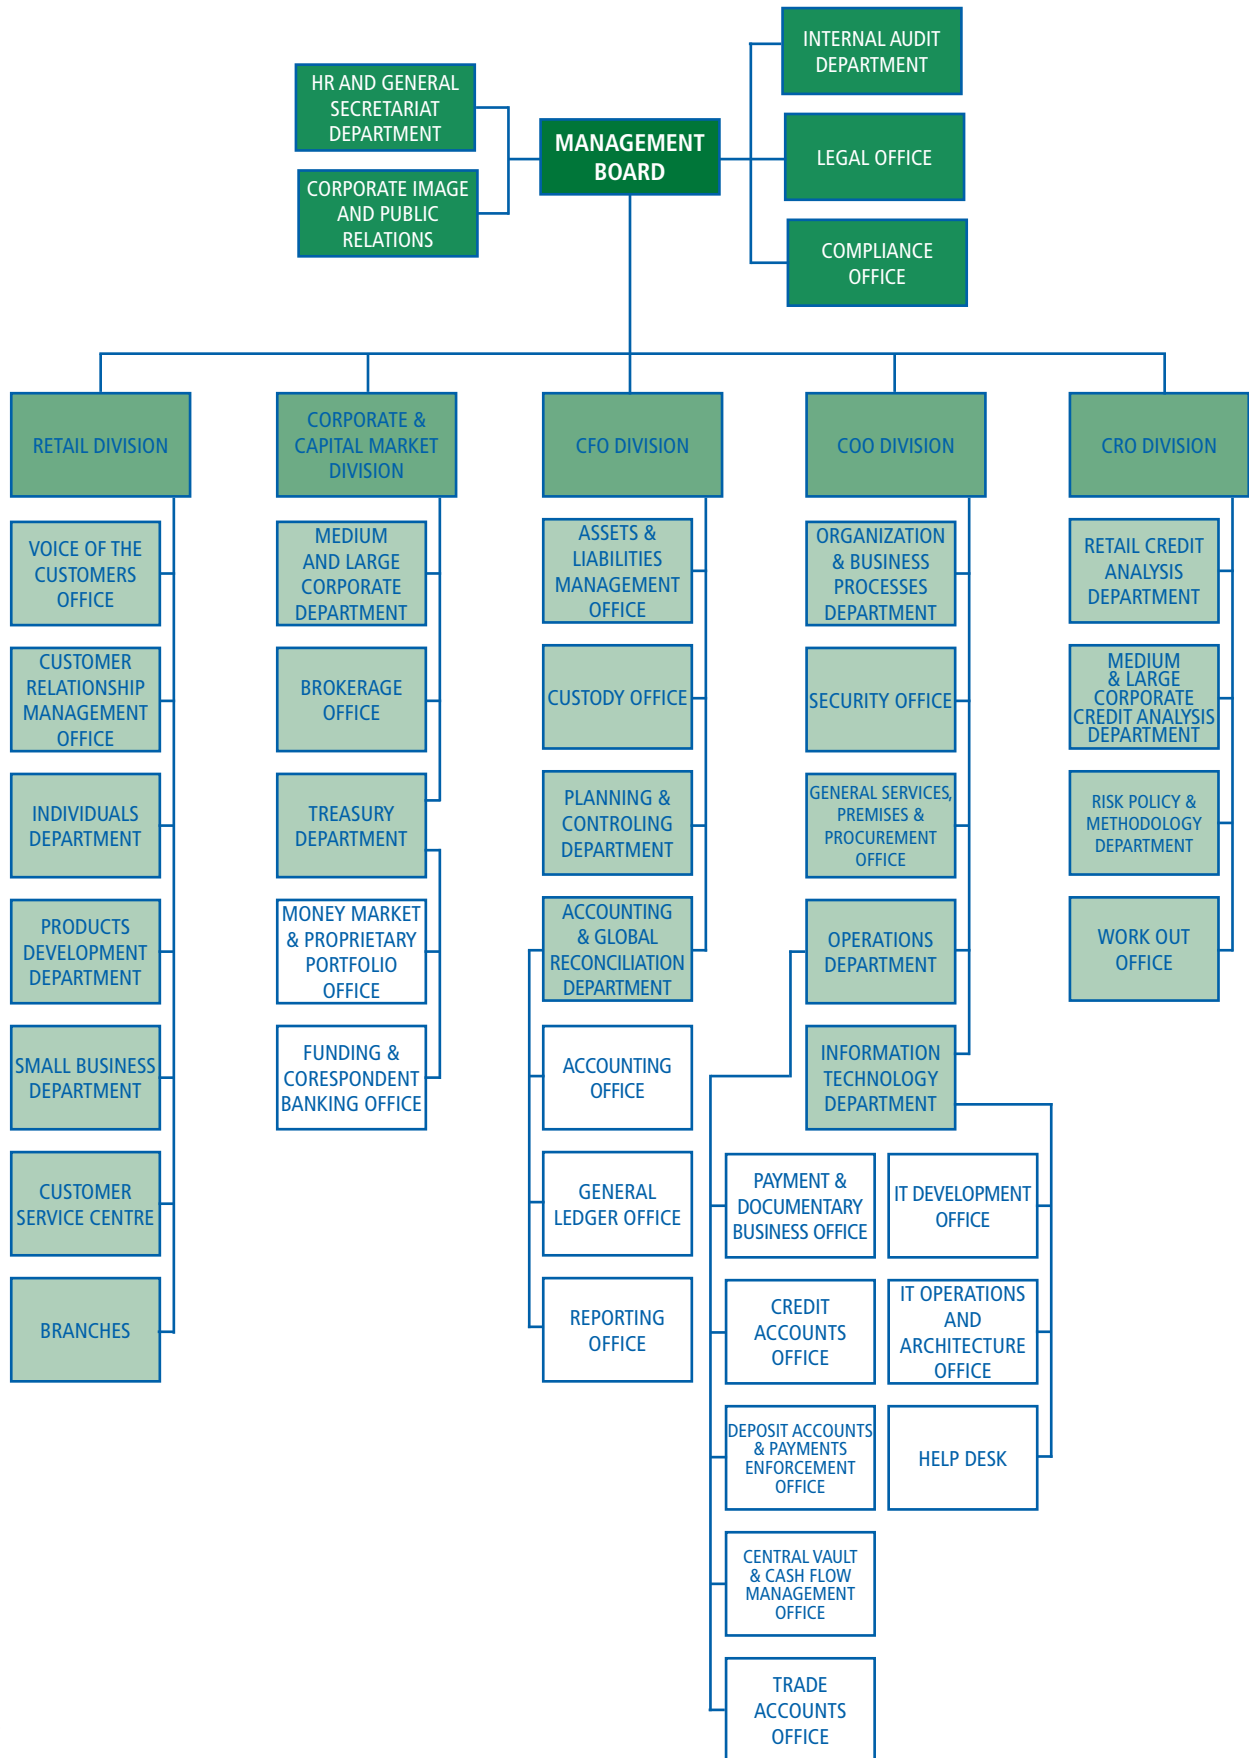 INTERNAL AUDIT
DEPARTMENT
HR AND GENERAL
SECRETARIAT
DEPARTMENT
MANAGEMENT
BOARD
LEGAL OFFICE
CORPORATE IMAGE
AND PUBLIC
RELATIONS
COMPLIANCE
OFFICE
RETAIL DIVISION
CORPORATE &
CAPITAL MARKET
DIVISION
CFO DIVISION
COO DIVISION
CRO DIVISION
VOICE OF THE
CUSTOMERS
OFFICE
CUSTOMER
RELATIONSHIP
MANAGEMENT
OFFICE
INDIVIDUALS
DEPARTMENT
PRODUCTS
DEVELOPMENT
DEPARTMENT
SMALL BUSINESS
DEPARTMENT
CUSTOMER
SERVICE CENTRE
BRANCHES
MEDIUM
AND LARGE
CORPORATE
DEPARTMENT
BROKERAGE
OFFICE
TREASURY
DEPARTMENT
MONEY MARKET
& PROPRIETARY
PORTFOLIO
OFFICE
FUNDING &
CORESPONDENT
BANKING OFFICE
ASSETS &
LIABILITIES
MANAGEMENT
OFFICE
CUSTODY OFFICE
PLANNING &
CONTROLING
DEPARTMENT
ACCOUNTING
& GLOBAL
RECONCILIATION
DEPARTMENT
ACCOUNTING
OFFICE
GENERAL
LEDGER OFFICE
REPORTING
OFFICE
ORGANIZATION
& BUSINESS
PROCESSES
DEPARTMENT
SECURITY OFFICE
GENERAL SERVICES,
PREMISES &
PROCUREMENT
OFFICE
OPERATIONS
DEPARTMENT
INFORMATION
TECHNOLOGY
DEPARTMENT
PAYMENT &
DOCUMENTARY
BUSINESS OFFICE
CREDIT
ACCOUNTS
OFFICE
DEPOSIT ACCOUNTS
& PAYMENTS
ENFORCEMENT
OFFICE
CENTRAL VAULT
& CASH FLOW
MANAGEMENT
OFFICE
TRADE
ACCOUNTS
OFFICE
IT DEVELOPMENT
OFFICE
IT OPERATIONS
AND
ARCHITECTURE
OFFICE
HELP DESK
RETAIL CREDIT
ANALYSIS
DEPARTMENT
MEDIUM
& LARGE
CORPORATE
CREDIT ANALYSIS
DEPARTMENT
RISK POLICY &
METHODOLOGY
DEPARTMENT
WORK OUT
OFFICE